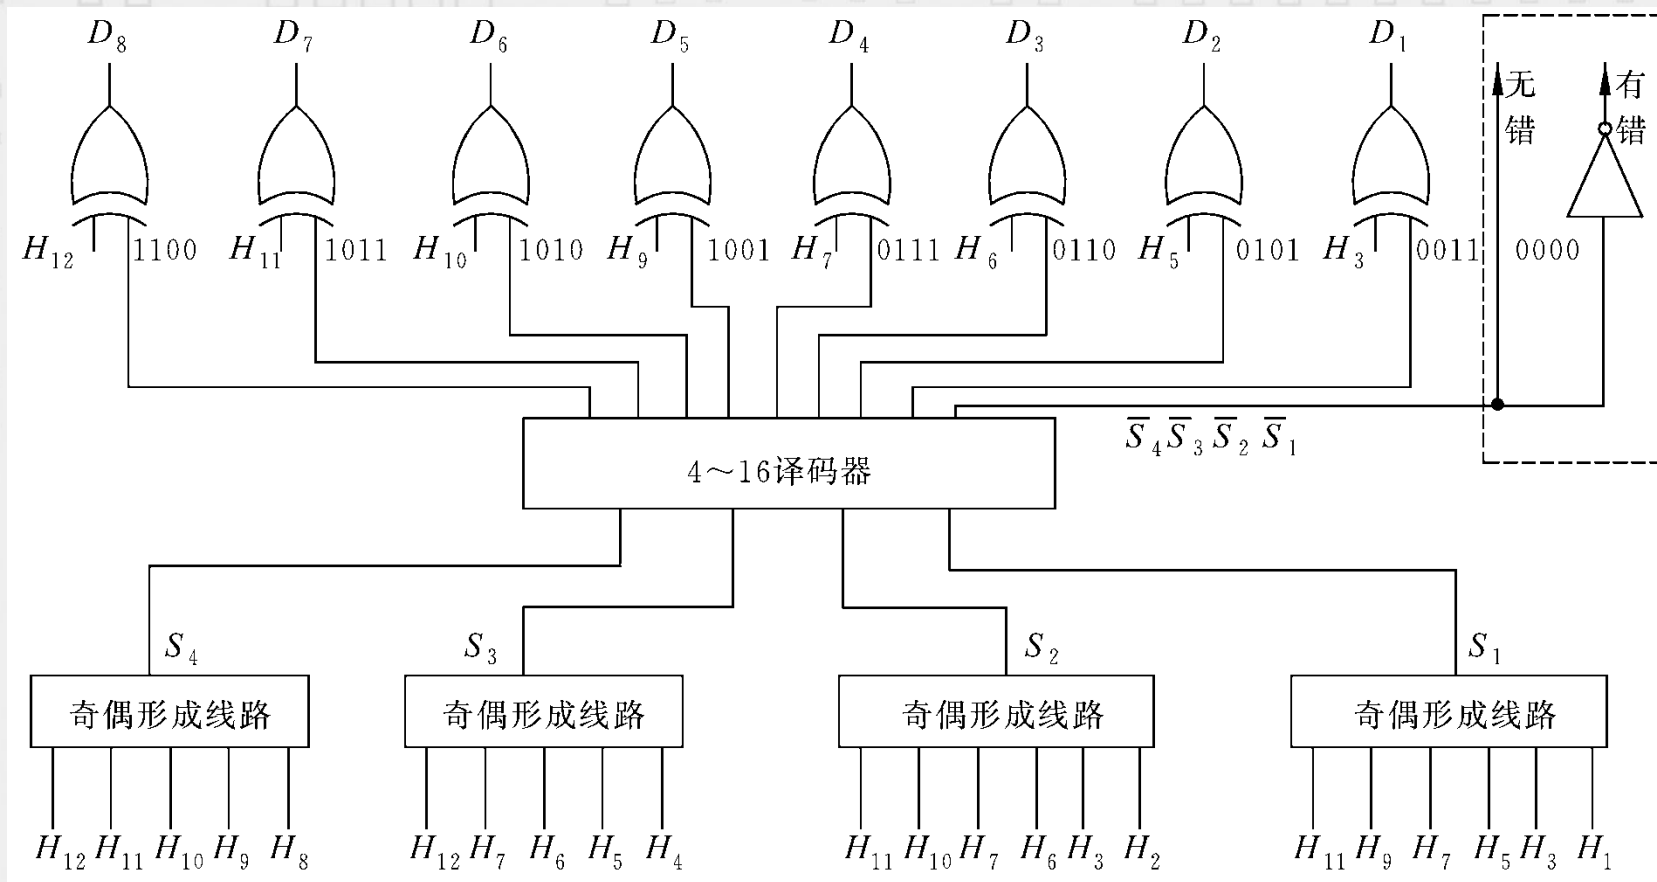 D8 D7 D6 D5 D4 D3 D2 D1
无错 有错
H12 1100 H11 1011 H10 1010 H9 1001 H7 0111 H6 0110 H5 0101 H3 0011 0000
S̅4 S̅3 S̅2 S̅1
4～16译码器
S4 S3 S2 S1
奇偶形成线路 奇偶形成线路 奇偶形成线路 奇偶形成线路
H12 H11 H10 H9 H8 H12 H7 H6 H5 H4 H11 H10 H7 H6 H3 H2 H11 H9 H7 H5 H3 H1